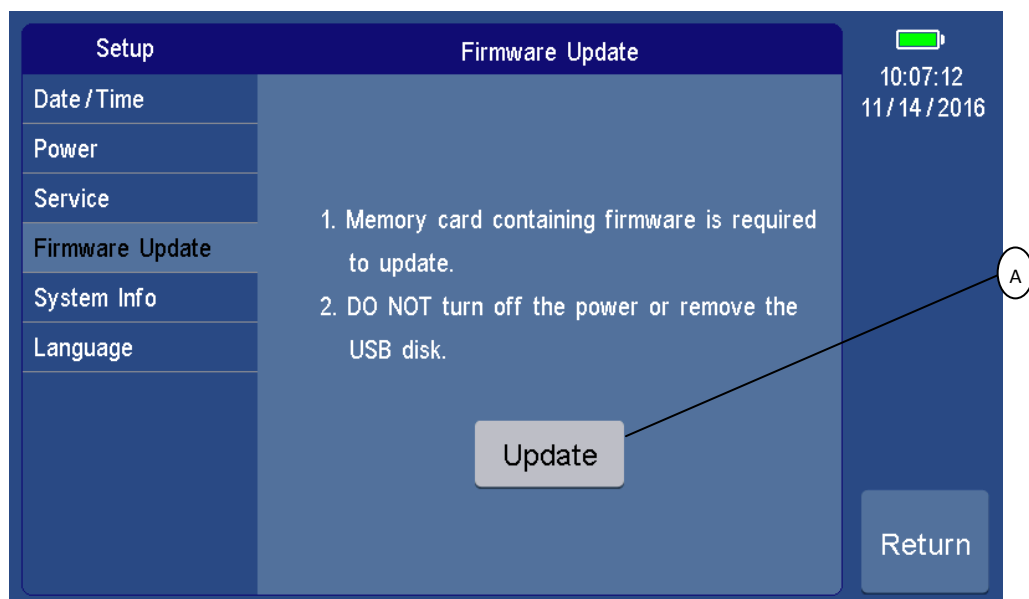 Setup
Firmware Update
10:07:12
11/14/2016
Date/Time
Power
Service
Firmware Update
System Info
Language
1. Memory card containing firmware is required
to update.
2. DO NOT turn off the power or remove the
USB disk.
A
Update
Return